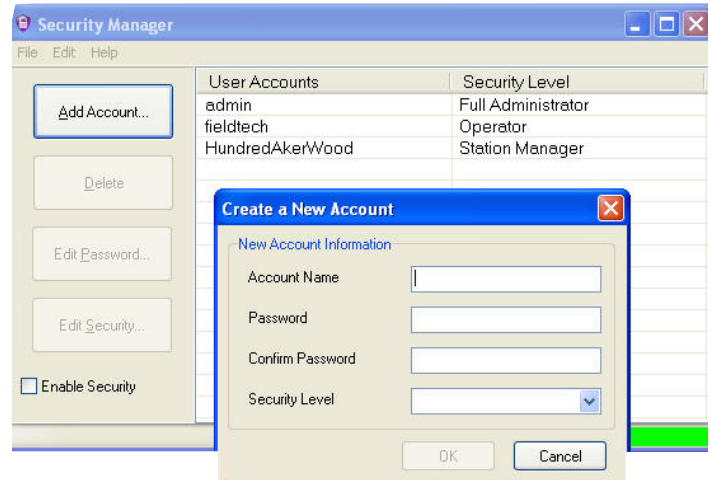 Security Manager
File Edit Help
User Accounts Security Level
admin Full Administrator
fieldtech Operator
HundredAkerWood Station Manager
Add Account...
Delete
Edit Password...
Edit Security...
Enable Security
Create a New Account
New Account Information
Account Name
Password
Confirm Password
Security Level
OK Cancel